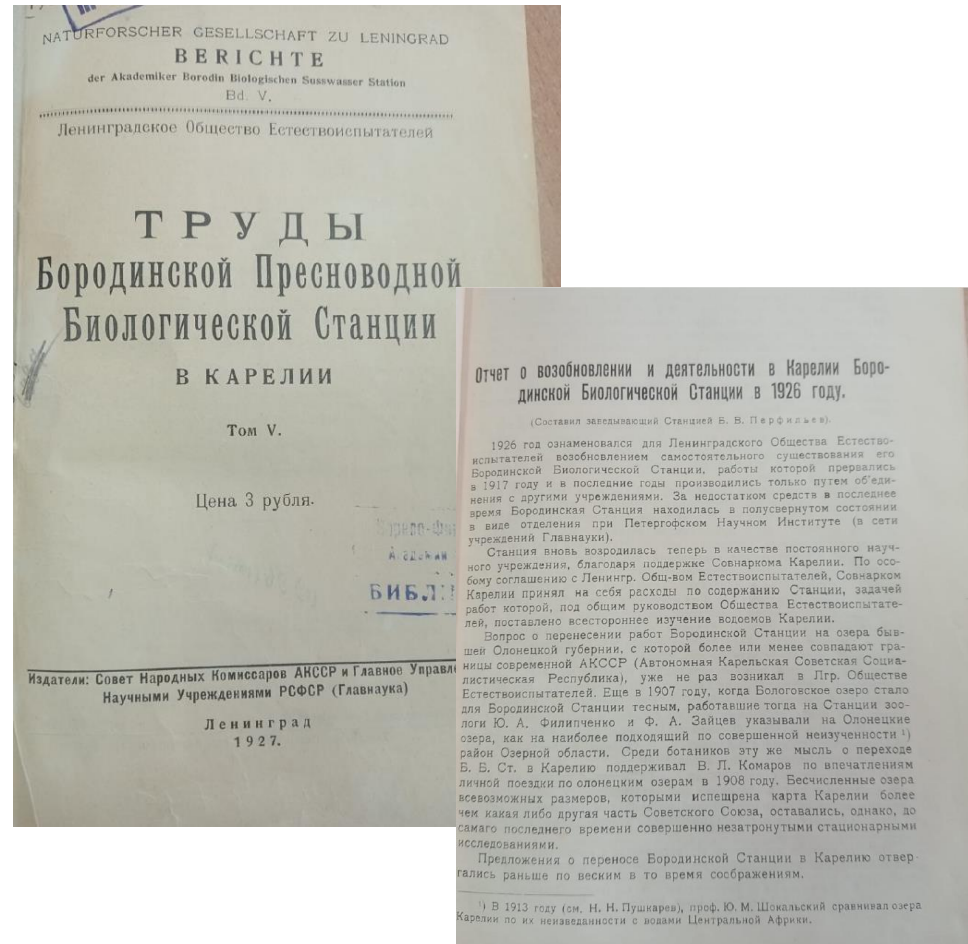 NATURFORSCHER GESELLSCHAFT ZU LENINGRAD
BERICHTE
der Akademiker Borodin Biologischen Susswasser Station
Bd. V.
Ленинградское Общество Естествоиспытателей
ТРУДЫ
Бородинской Пресноводной
Биологической Станции
В КАРЕЛИИ
Том V.
Цена 3 рубля.
БИБЛ
Издатели: Совет Народных Комиссаров АКССР и Главное Управле
Научными Учреждениями РСФСР (Главнаука)
Ленинград
1927.
Отчет о возобновлении и деятельности в Карелии Боро-
динской Биологической Станции в 1926 году.
(Составил заведывающий Станцией Б. В. Перфильев).
1926 год ознаменовался для Ленинградского Общества Естество-
испытателей возобновлением самостоятельного существования его
Бородинской Биологической Станции, работы которой прервались
в 1917 году и в последние годы производились только путем об'еди-
нения с другими учреждениями. За недостатком средств в последнее
время Бородинская Станция находилась в полусвернутом состоянии
в виде отделения при Петергофском Научном Институте (в сети
учреждений Главнауки).
Станция вновь возродилась теперь в качестве постоянного науч-
ного учреждения, благодаря поддержке Совнаркома Карелии. По осо-
бому соглашению с Ленингр. Общ-вом Естествоиспытателей, Совнарком
Карелии принял на себя расходы по содержанию Станции, задачей
работ которой, под общим руководством Общества Естествоиспытате-
лей, поставлено всестороннее изучение водоемов Карелии.
Вопрос о перенесении работ Бородинской Станции на озера быв-
шей Олонецкой губернии, с которой более или менее совпадают гра-
ницы современной АКССР (Автономная Карельская Советская Социа-
листическая Республика), уже не раз возникал в Лгр. Обществе
Естествоиспытателей. Еще в 1907 году, когда Бологовское озеро стало
для Бородинской Станции тесным, работавшие тогда на Станции зоо-
логи Ю. А. Филипченко и Ф. А. Зайцев указывали на Олонецкие
озера, как на наиболее подходящий по совершенной неизученности ¹)
район Озерной области. Среди ботаников эту же мысль о переходе
Б. Б. Ст. в Карелию поддерживал В. Л. Комаров по впечатлениям
личной поездки по олонецким озерам в 1908 году. Бесчисленные озера
всевозможных размеров, которыми испещрена карта Карелии более
чем какая либо другая часть Советского Союза, оставались, однако, до
самаго последнего времени совершенно незатронутыми стационарными
исследованиями.
Предложения о переносе Бородинской Станции в Карелию отвер-
гались раньше по веским в то время соображениям.
¹) В 1913 году (см. Н. Н. Пушкарев), проф. Ю. М. Шокальский сравнивал озера
Карелии по их неизведанности с водами Центральной Африки.